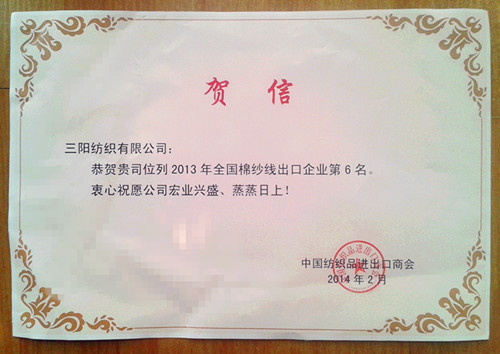 贺信
三阳纺织有限公司：
恭贺贵司位列2013年全国棉纱线出口企业第6名。
衷心祝愿公司宏业兴盛、蒸蒸日上！
中国纺织品进出口商会
2014年2月